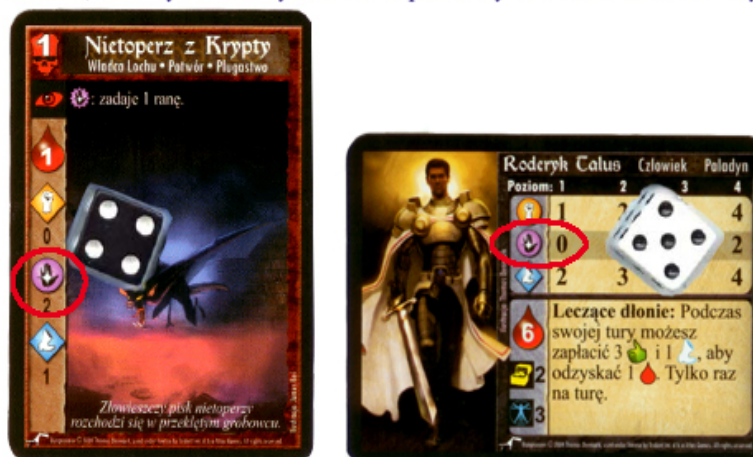 1
Nietoperz z Krypty
Władca Lochu • Potwór • Plugastwo
: zadaje 1 ranę.
1
0
2
1
Złowieszczy pisk nietoperzy
rozchodzi się w przeklętym grobowcu.
Roderyk Talus Człowiek Paladyn
Poziom: 1 2 3 4
1 2 4
0 2
2 3 4
6
2
3
Leczące dłonie: Podczas
swojej tury możesz
zapłacić 3 i 1 , aby
odzyskać 1 . Tylko raz
na turę.